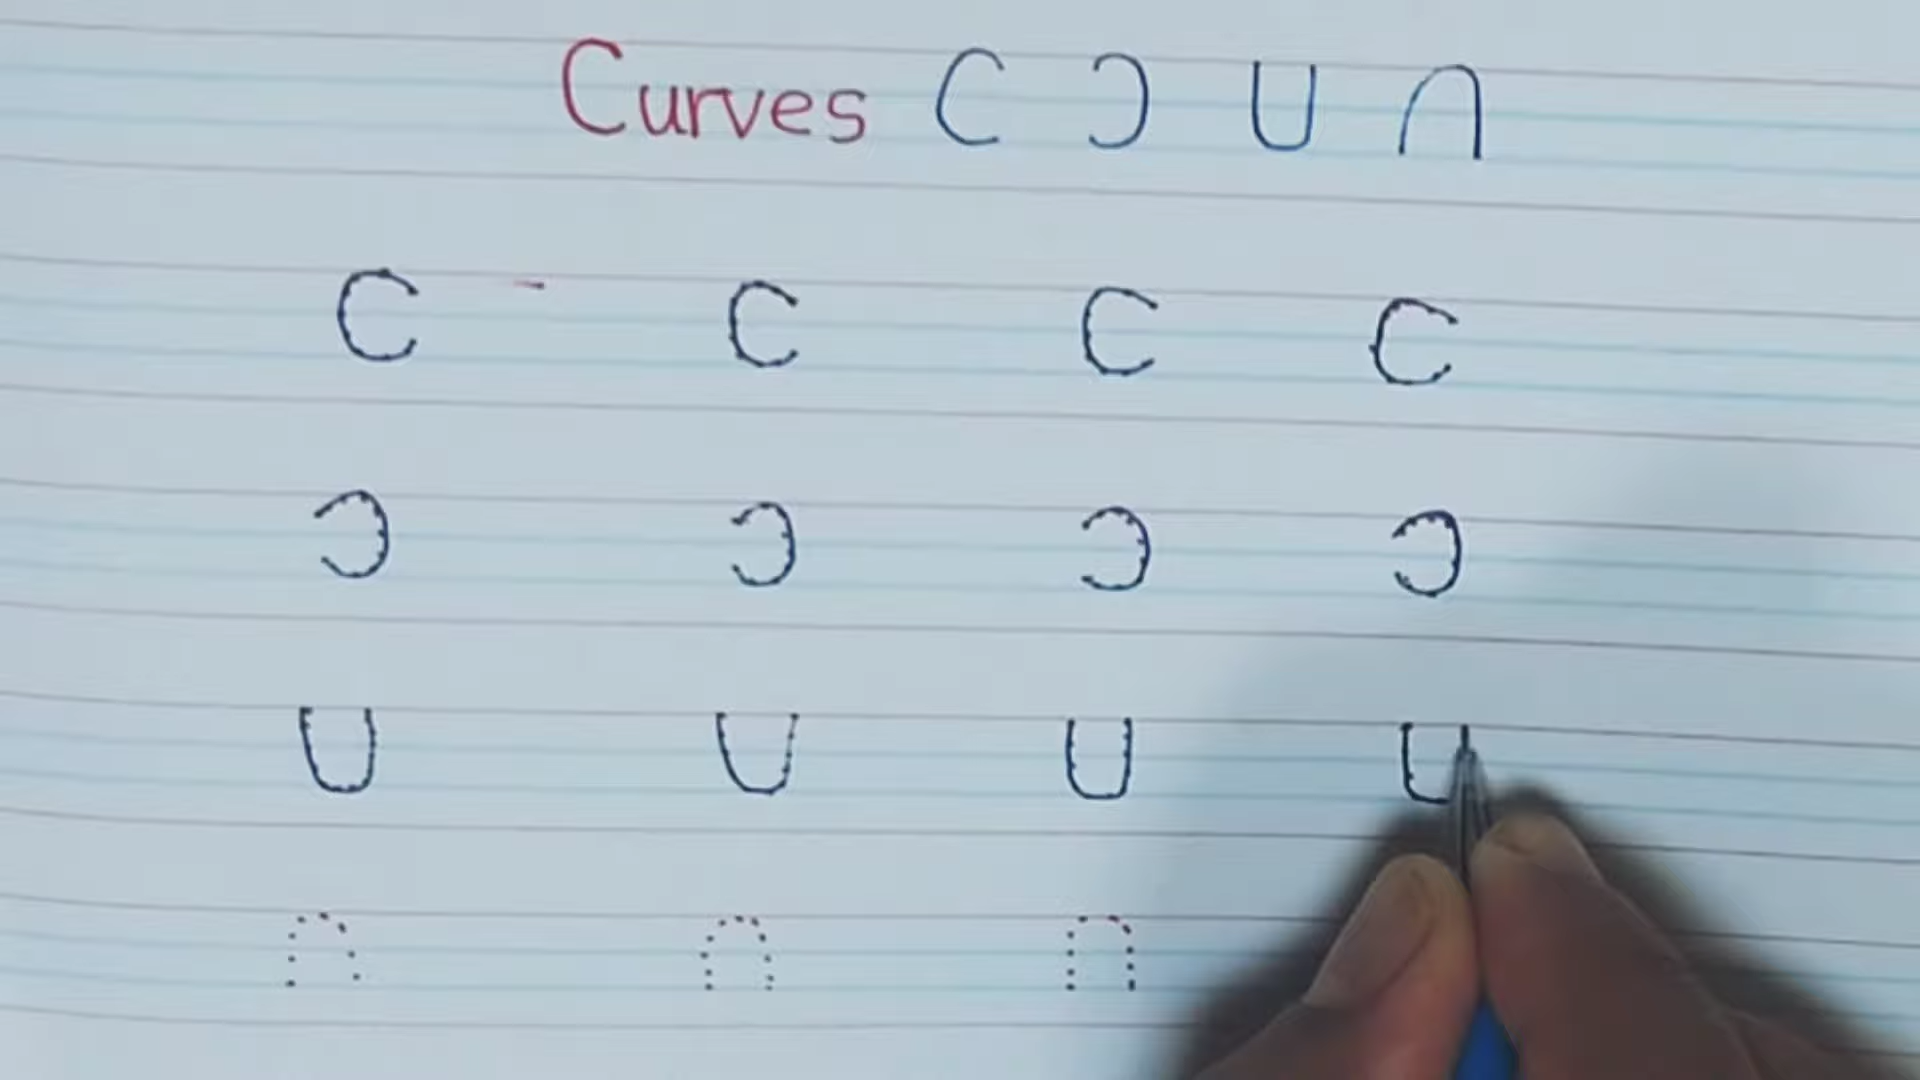 Curves C Ɔ U ∩
C C C C
Ɔ Ɔ Ɔ Ɔ
U U U U
∩ ∩ ∩